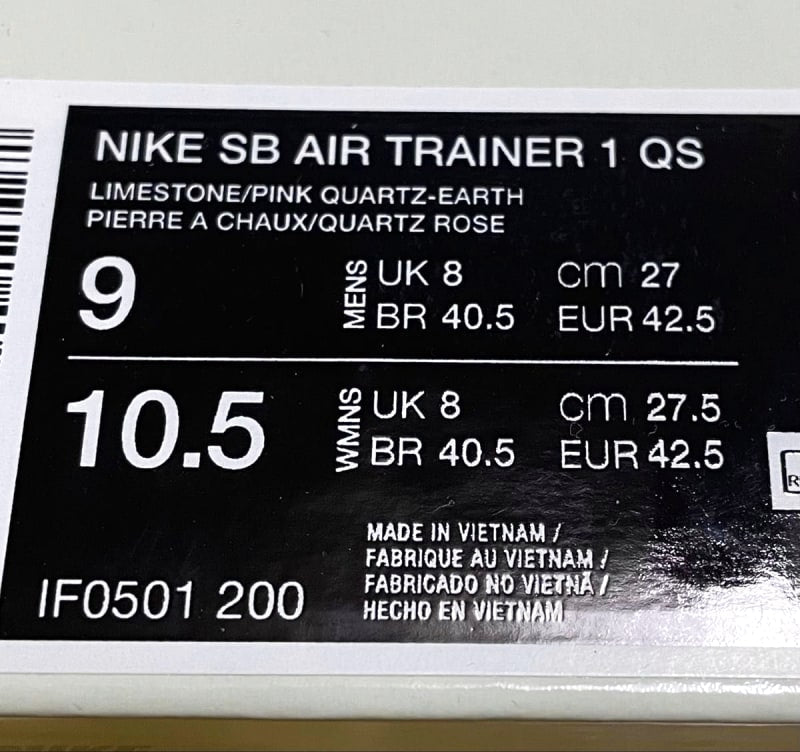 NIKE SB AIR TRAINER 1 QS
LIMESTONE/PINK QUARTZ-EARTH
PIERRE A CHAUX/QUARTZ ROSE
9
MENS
UK 8 cm 27
BR 40.5 EUR 42.5
10.5
WMNS
UK 8 cm 27.5
BR 40.5 EUR 42.5
MADE IN VIETNAM /
FABRIQUE AU VIETNAM /
FABRICADO NO VIETNÃ /
HECHO EN VIETNAM
IF0501 200